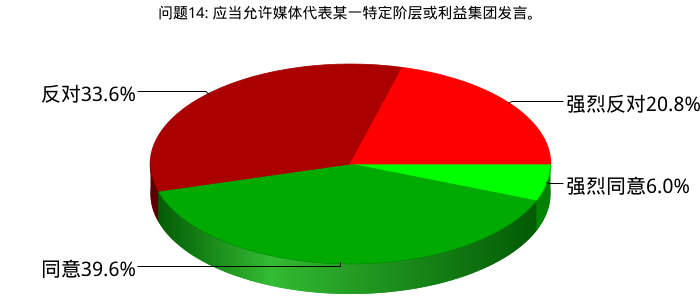 问题14: 应当允许媒体代表某一特定阶层或利益集团发言。
反对33.6%
强烈反对20.8%
强烈同意6.0%
同意39.6%